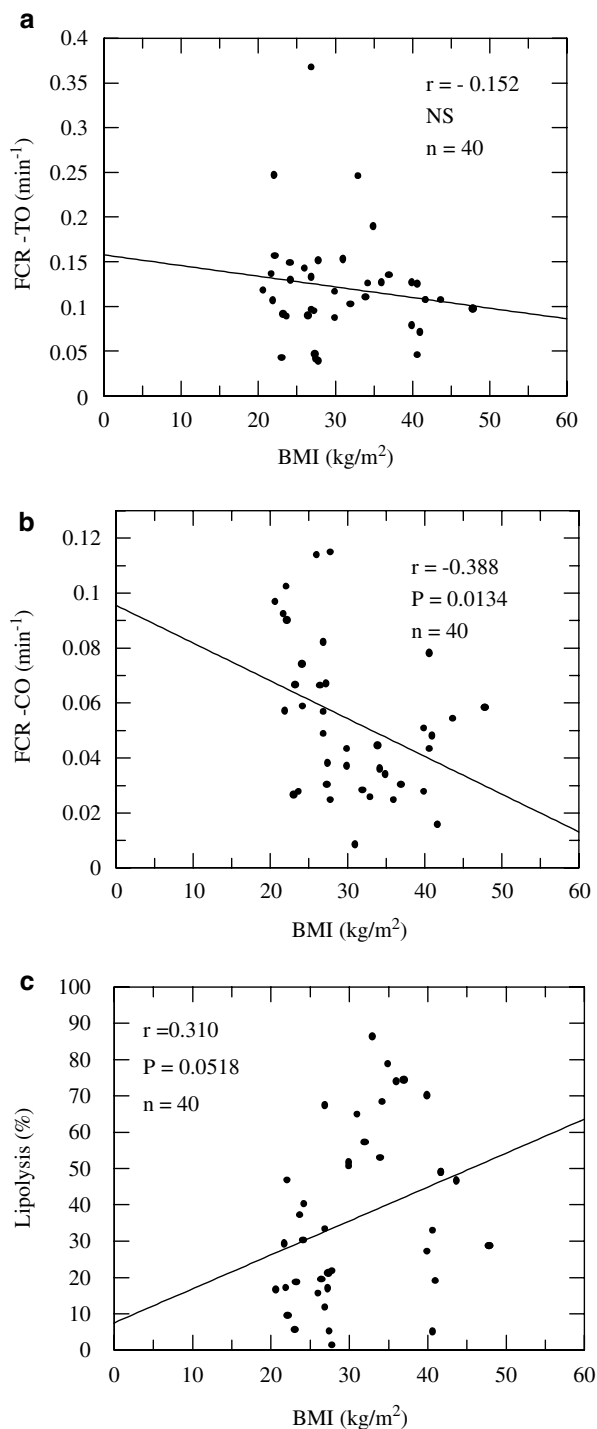 a
0.4
0.35
0.3
0.25
0.2
0.15
0.1
0.05
0
FCR -TO (min⁻¹)
r = - 0.152
NS
n = 40
0 10 20 30 40 50 60
BMI (kg/m²)
b
0.12
0.1
0.08
0.06
0.04
0.02
0
FCR -CO (min⁻¹)
r = -0.388
P = 0.0134
n = 40
0 10 20 30 40 50 60
BMI (kg/m²)
c
100
90
80
70
60
50
40
30
20
10
0
Lipolysis (%)
r =0.310
P = 0.0518
n = 40
0 10 20 30 40 50 60
BMI (kg/m²)